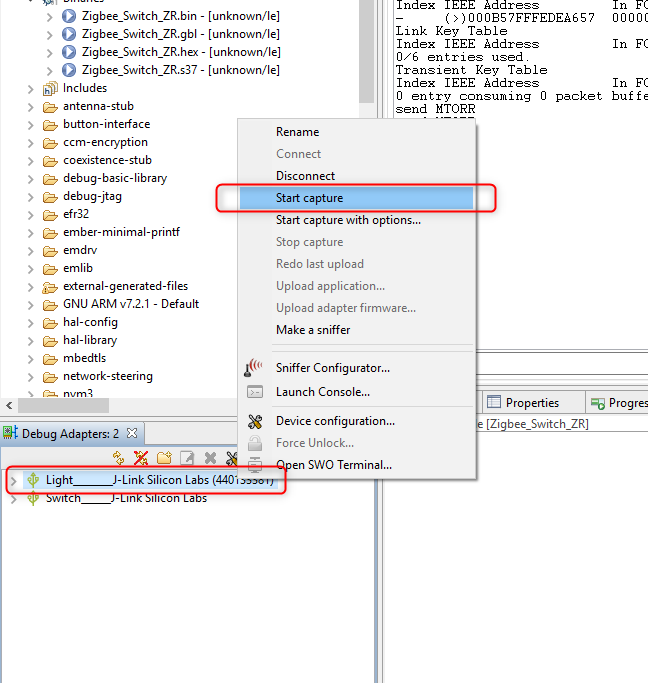 Binaries
Zigbee_Switch_ZR.bin - [unknown/le]
Zigbee_Switch_ZR.gbl - [unknown/le]
Zigbee_Switch_ZR.hex - [unknown/le]
Zigbee_Switch_ZR.s37 - [unknown/le]
Includes
antenna-stub
button-interface
ccm-encryption
coexistence-stub
debug-basic-library
debug-jtag
efr32
ember-minimal-printf
emdrv
emlib
external-generated-files
GNU ARM v7.2.1 - Default
hal-config
hal-library
mbedtls
network-steering
nvm3
Index IEEE Address In FC
- (>)000B57FFFEDEA657 00000
Link Key Table
Index IEEE Address In FC
0/6 entries used.
Transient Key Table
Index IEEE Address In FC
0 entry consuming 0 packet buffe
send MTORR
Rename
Connect
Disconnect
Start capture
Start capture with options...
Stop capture
Redo last upload
Upload application...
Upload adapter firmware...
Make a sniffer
Sniffer Configurator...
Launch Console...
Device configuration...
Force Unlock...
Open SWO Terminal...
Properties
Progres
e [Zigbee_Switch_ZR]
Debug Adapters: 2
Light______J-Link Silicon Labs (440135581)
Switch_____J-Link Silicon Labs